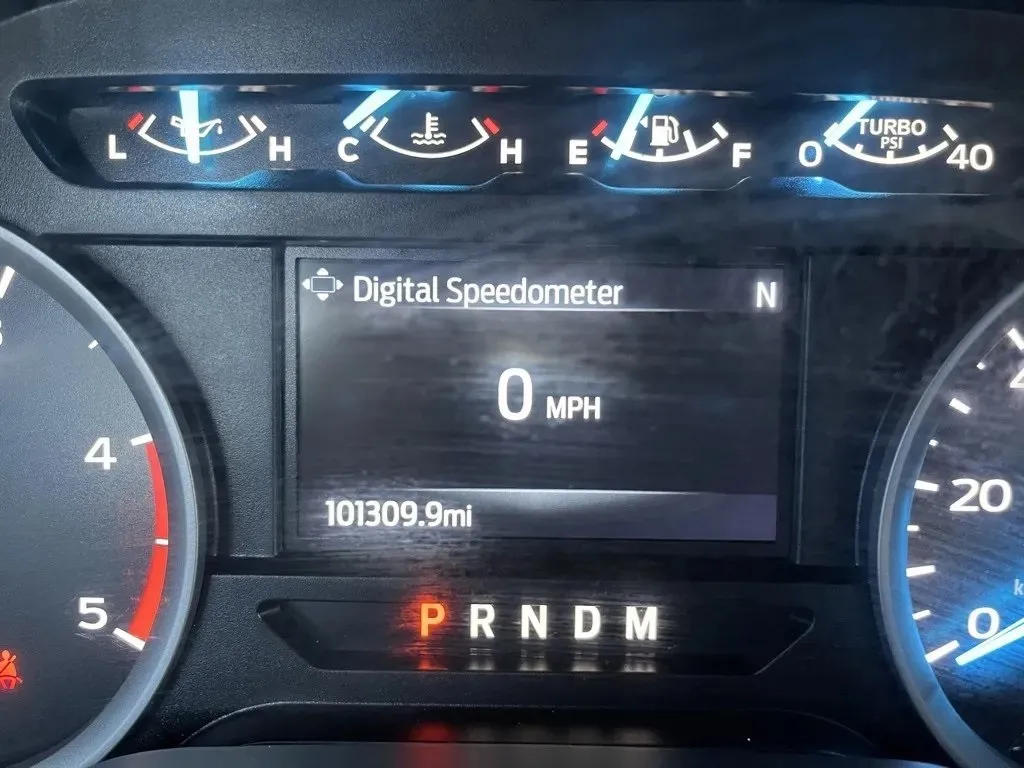 L H C H E F 0 TURBO PSI 40
Digital Speedometer N
0 MPH
101309.9mi
4
5
20
0
P R N D M